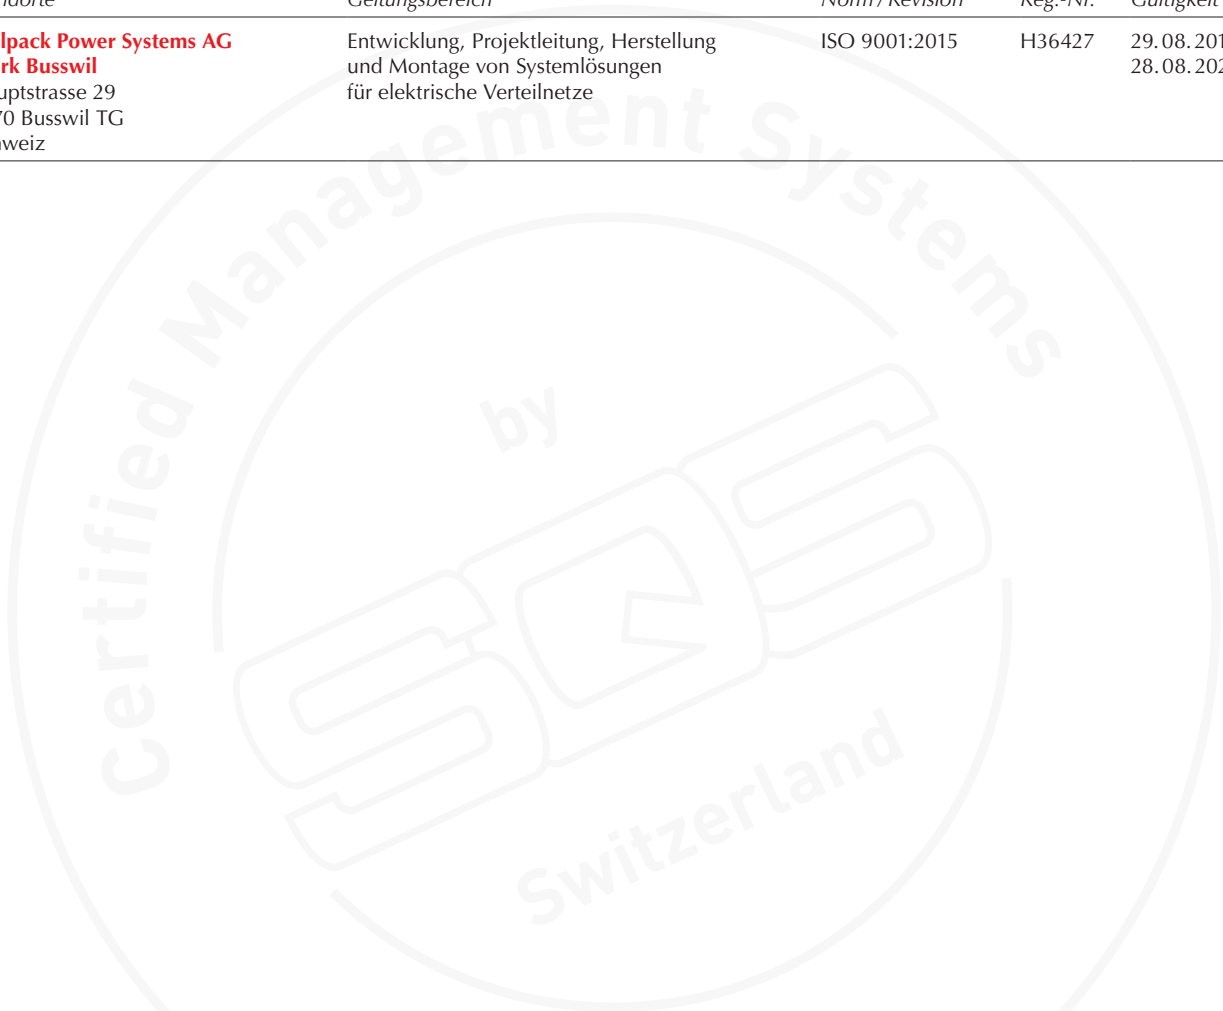 ndorte Geltungsbereich Norm / Revision Reg.-Nr. Gültigkeit
lpack Power Systems AG Entwicklung, Projektleitung, Herstellung ISO 9001:2015 H36427 29. 08. 201
rk Busswil und Montage von Systemlösungen 28. 08. 202
uptstrasse 29 für elektrische Verteilnetze
70 Busswil TG
weiz
Certified Management Systems
by
SQS
Switzerland